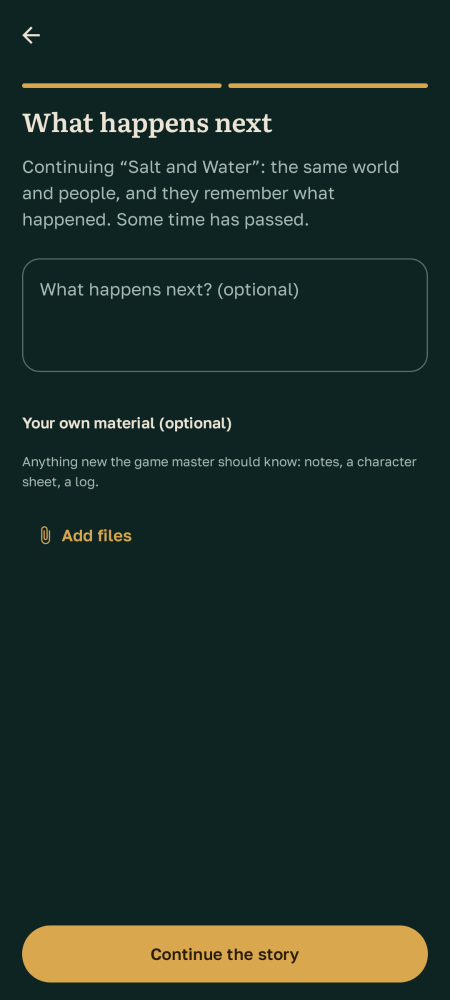 What happens next
Continuing “Salt and Water”: the same world
and people, and they remember what
happened. Some time has passed.
What happens next? (optional)
Your own material (optional)
Anything new the game master should know: notes, a character
sheet, a log.
Add files
Continue the story